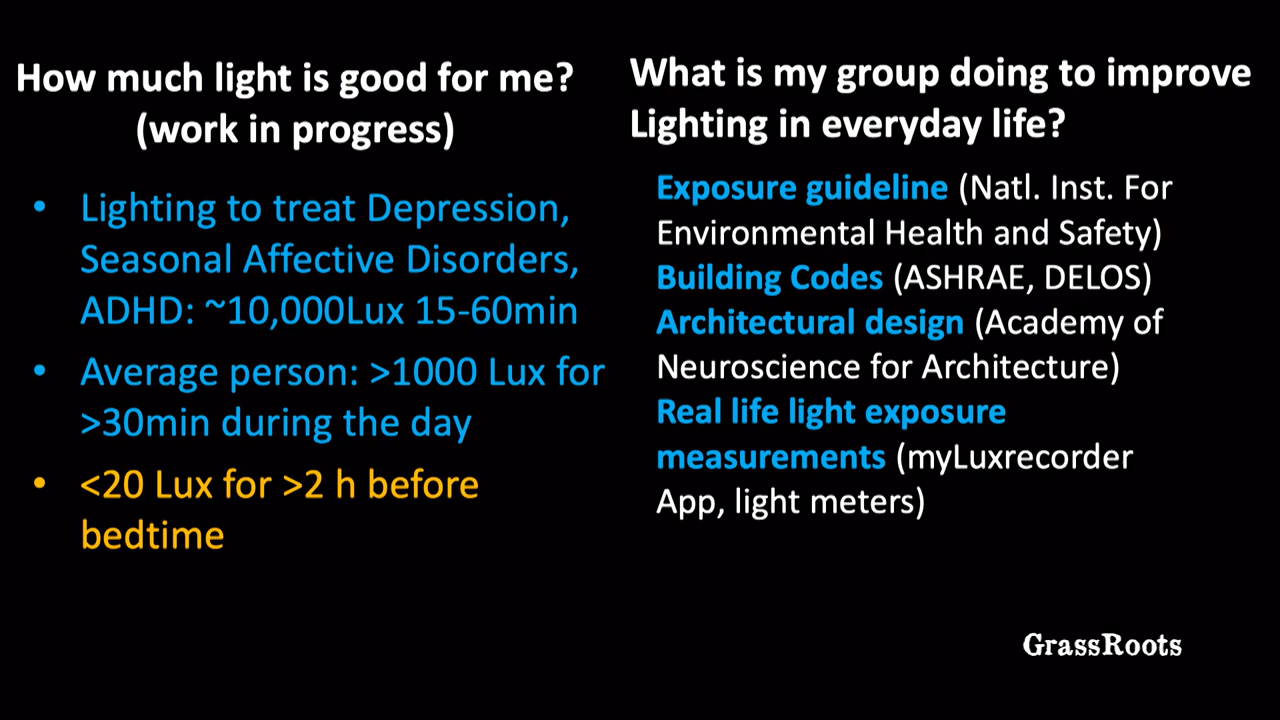 How much light is good for me?
(work in progress)
• Lighting to treat Depression,
Seasonal Affective Disorders,
ADHD: ~10,000Lux 15-60min
• Average person: >1000 Lux for
>30min during the day
• <20 Lux for >2 h before
bedtime
What is my group doing to improve
Lighting in everyday life?
Exposure guideline (Natl. Inst. For
Environmental Health and Safety)
Building Codes (ASHRAE, DELOS)
Architectural design (Academy of
Neuroscience for Architecture)
Real life light exposure
measurements (myLuxrecorder
App, light meters)
GrassRoots